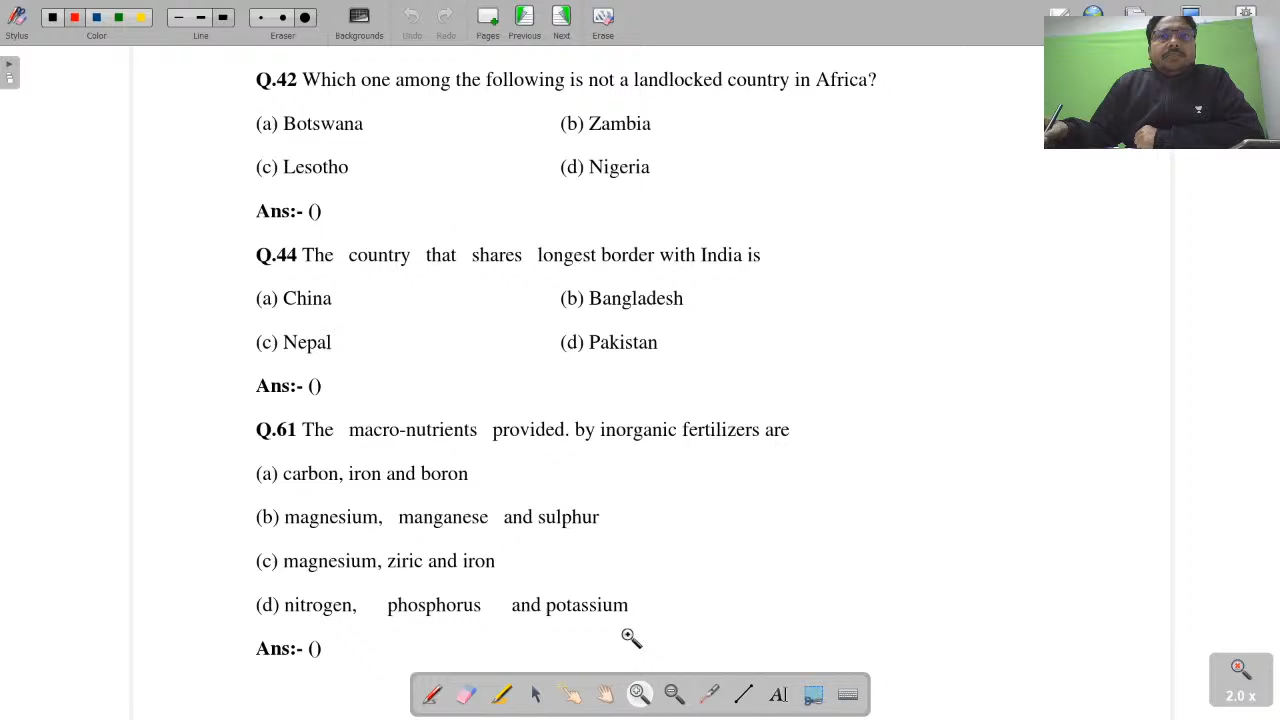 Stylus Color Line Eraser Backgrounds Undo Redo Pages Previous Next Erase
Q.42 Which one among the following is not a landlocked country in Africa?
(a) Botswana (b) Zambia
(c) Lesotho (d) Nigeria
Ans:- ()
Q.44 The country that shares longest border with India is
(a) China (b) Bangladesh
(c) Nepal (d) Pakistan
Ans:- ()
Q.61 The macro-nutrients provided. by inorganic fertilizers are
(a) carbon, iron and boron
(b) magnesium, manganese and sulphur
(c) magnesium, ziric and iron
(d) nitrogen, phosphorus and potassium
Ans:- ()
2.0 x